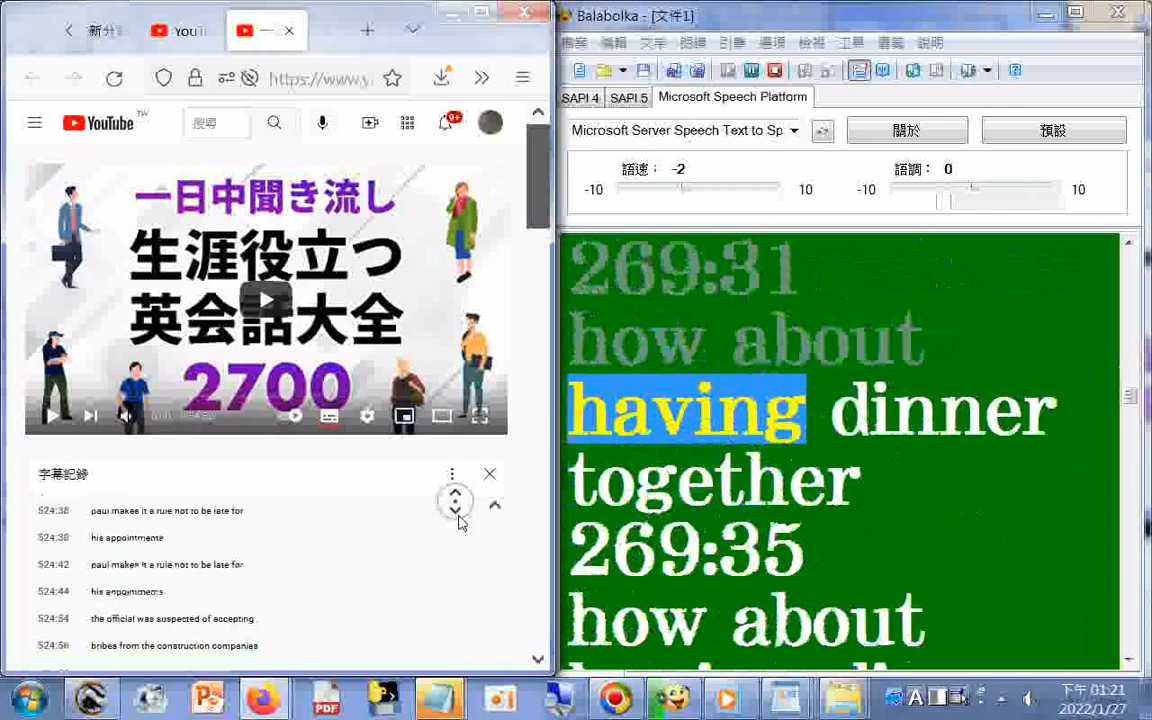 新分
YouT
一
https://www.y
YouTube TW
搜尋
9+
一日中聞き流し
生涯役立つ
英会話大全
2700
字幕記錄
524:38 paul makes it a rule not to be late for
524:39 his appointments
524:42 paul makes it a rule not to be late for
524:44 his appointments
524:54 the official was suspected of accepting
524:56 bribes from the construction companies
Balabolka - [文件1]
檔案 編輯 文字 閱讀 引擎 選項 檢視 工具 書籤 說明
SAPI 4 SAPI 5 Microsoft Speech Platform
Microsoft Server Speech Text to Sp
關於 預設
語速： -2 語調： 0
-10 10 -10 10
269:31
how about
having dinner
together
269:35
how about
PDF
A
下午 01:21
2022/1/27